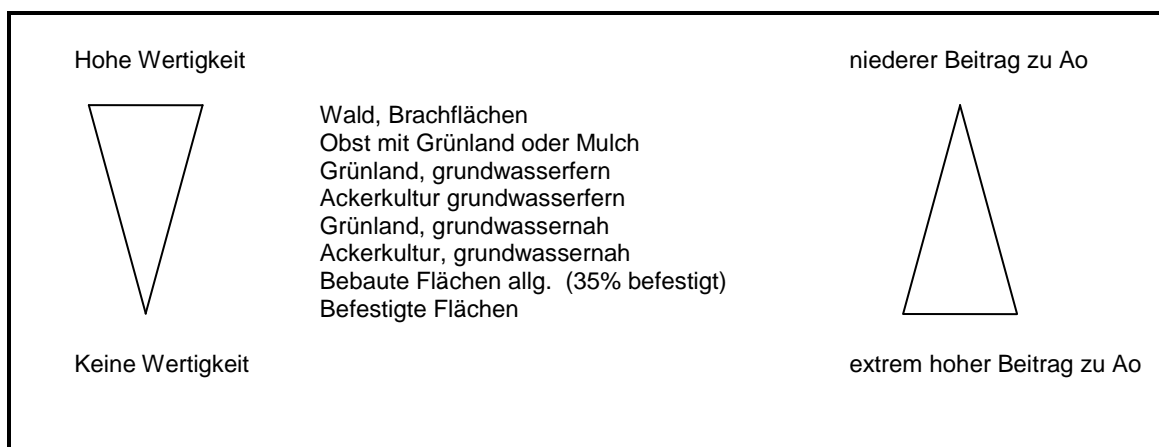 Hohe Wertigkeit
niederer Beitrag zu Ao
Wald, Brachflächen
Obst mit Grünland oder Mulch
Grünland, grundwasserfern
Ackerkultur grundwasserfern
Grünland, grundwassernah
Ackerkultur, grundwassernah
Bebaute Flächen allg. (35% befestigt)
Befestigte Flächen
Keine Wertigkeit
extrem hoher Beitrag zu Ao